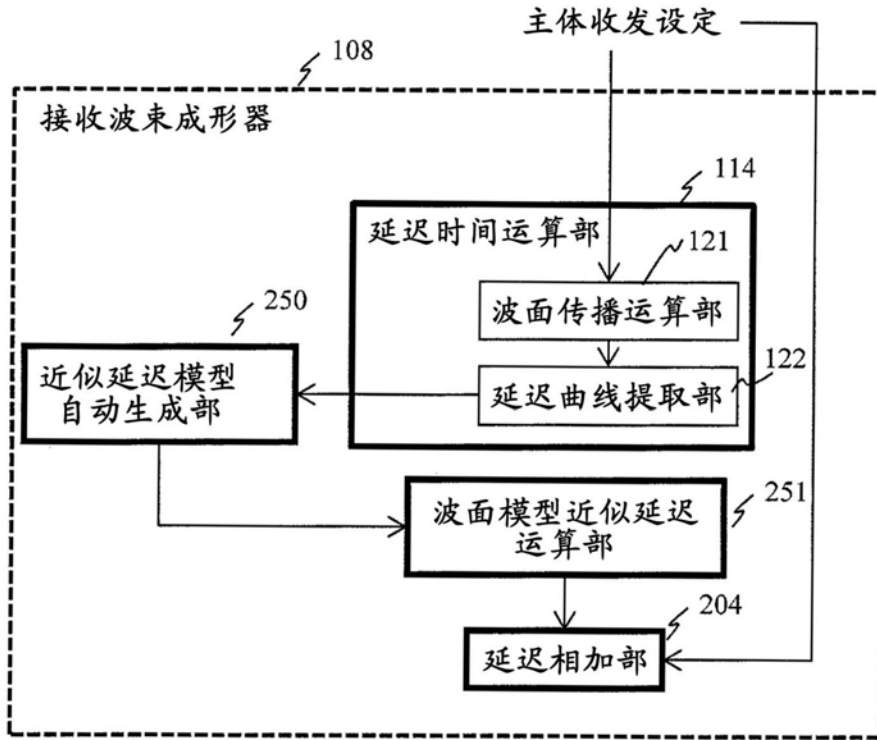 主体收发设定
108
接收波束成形器
114
延迟时间运算部
121
波面传播运算部
250
122
近似延迟模型
自动生成部
延迟曲线提取部
波面模型近似延迟
运算部
251
204
延迟相加部